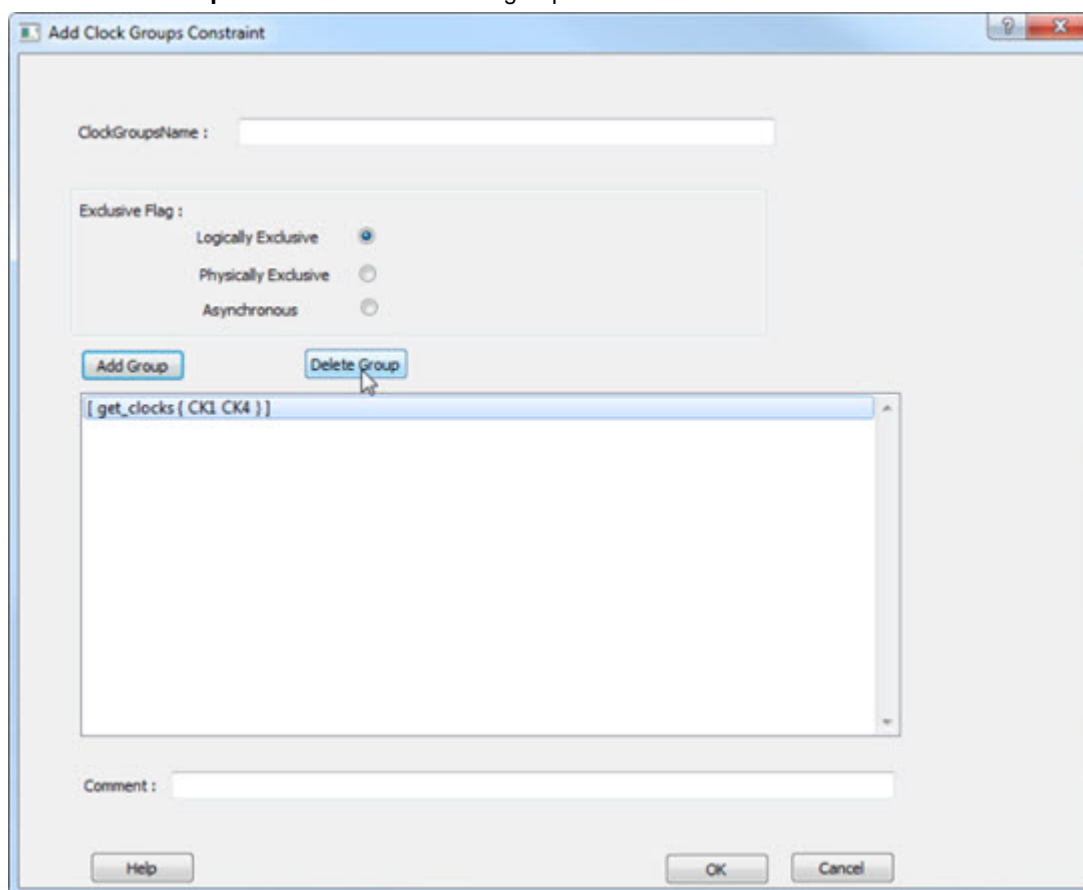 Add Clock Groups Constraint
ClockGroupsName :
Exclusive Flag :
Logically Exclusive
Physically Exclusive
Asynchronous
Add Group Delete Group
[ get_clocks { CK1 CK4 } ]
Comment :
Help OK Cancel